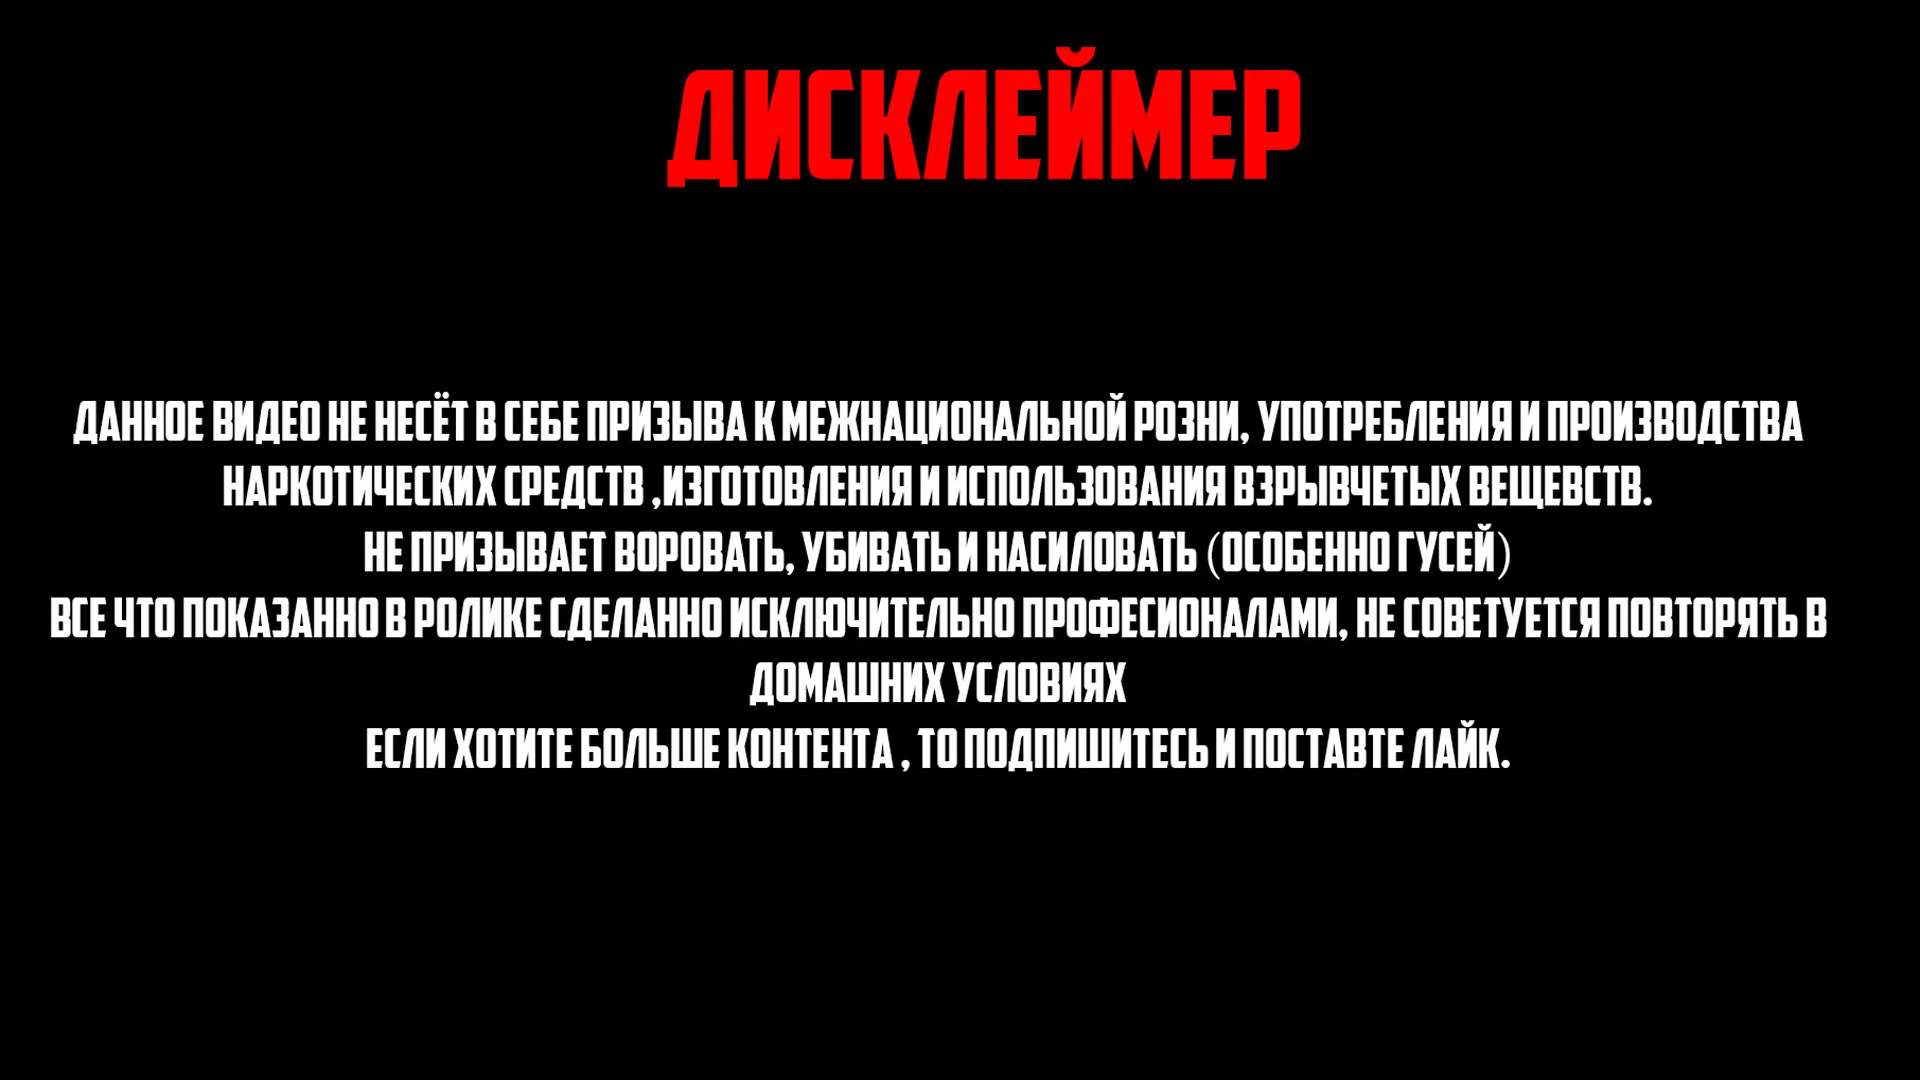 ДИСКЛЕЙМЕР
ДАННОЕ ВИДЕО НЕ НЕСЁТ В СЕБЕ ПРИЗЫВА К МЕЖНАЦИОНАЛЬНОЙ РОЗНИ, УПОТРЕБЛЕНИЯ И ПРОИЗВОДСТВА
НАРКОТИЧЕСКИХ СРЕДСТВ ,ИЗГОТОВЛЕНИЯ И ИСПОЛЬЗОВАНИЯ ВЗРЫВЧЕТЫХ ВЕЩЕВСТВ.
НЕ ПРИЗЫВАЕТ ВОРОВАТЬ, УБИВАТЬ И НАСИЛОВАТЬ (ОСОБЕННО ГУСЕЙ)
ВСЕ ЧТО ПОКАЗАННО В РОЛИКЕ СДЕЛАННО ИСКЛЮЧИТЕЛЬНО ПРОФЕСИОНАЛАМИ, НЕ СОВЕТУЕТСЯ ПОВТОРЯТЬ В
ДОМАШНИХ УСЛОВИЯХ
ЕСЛИ ХОТИТЕ БОЛЬШЕ КОНТЕНТА , ТО ПОДПИШИТЕСЬ И ПОСТАВТЕ ЛАЙК.